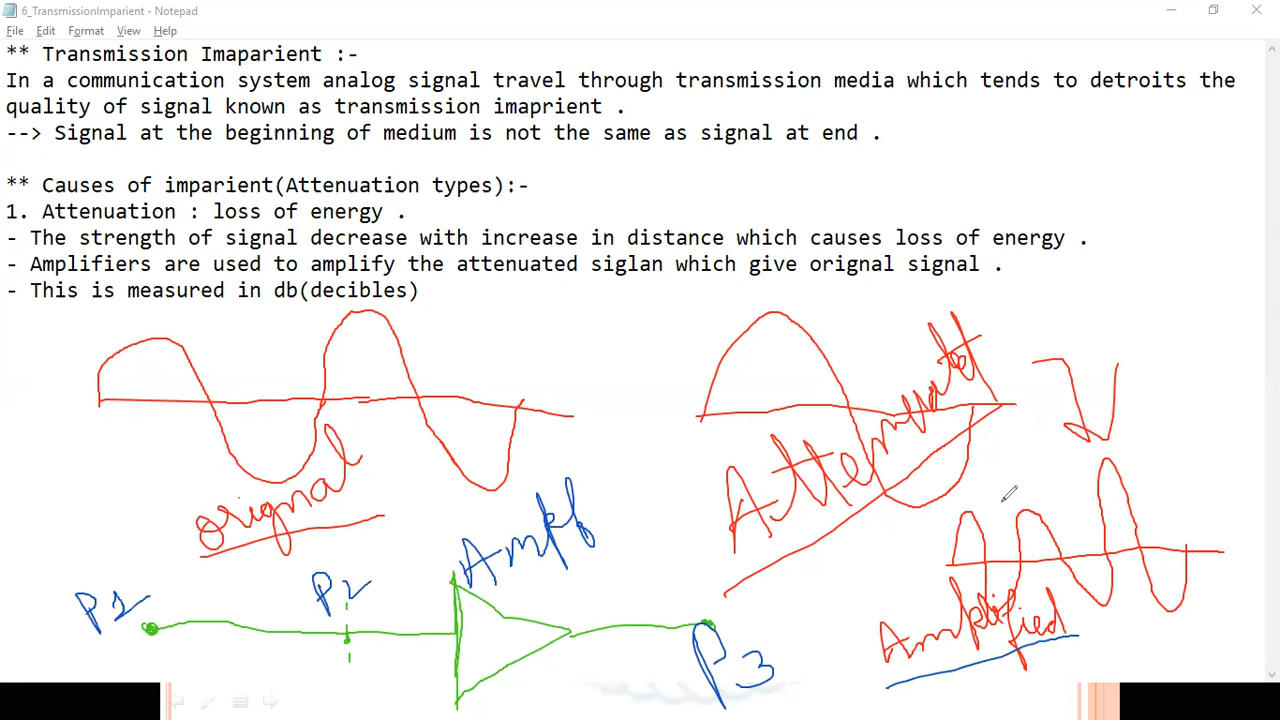 6_TransmissionImparient - Notepad
File Edit Format View Help
** Transmission Imaparient :-
In a communication system analog signal travel through transmission media which tends to detroits the
quality of signal known as transmission imaprient .
--> Signal at the beginning of medium is not the same as signal at end .
** Causes of imparient(Attenuation types):-
1. Attenuation : loss of energy .
- The strength of signal decrease with increase in distance which causes loss of energy .
- Amplifiers are used to amplify the attenuated siglan which give orignal signal .
- This is measured in db(decibles)
orignal
Ampl
P2
P2
P3
Amplified